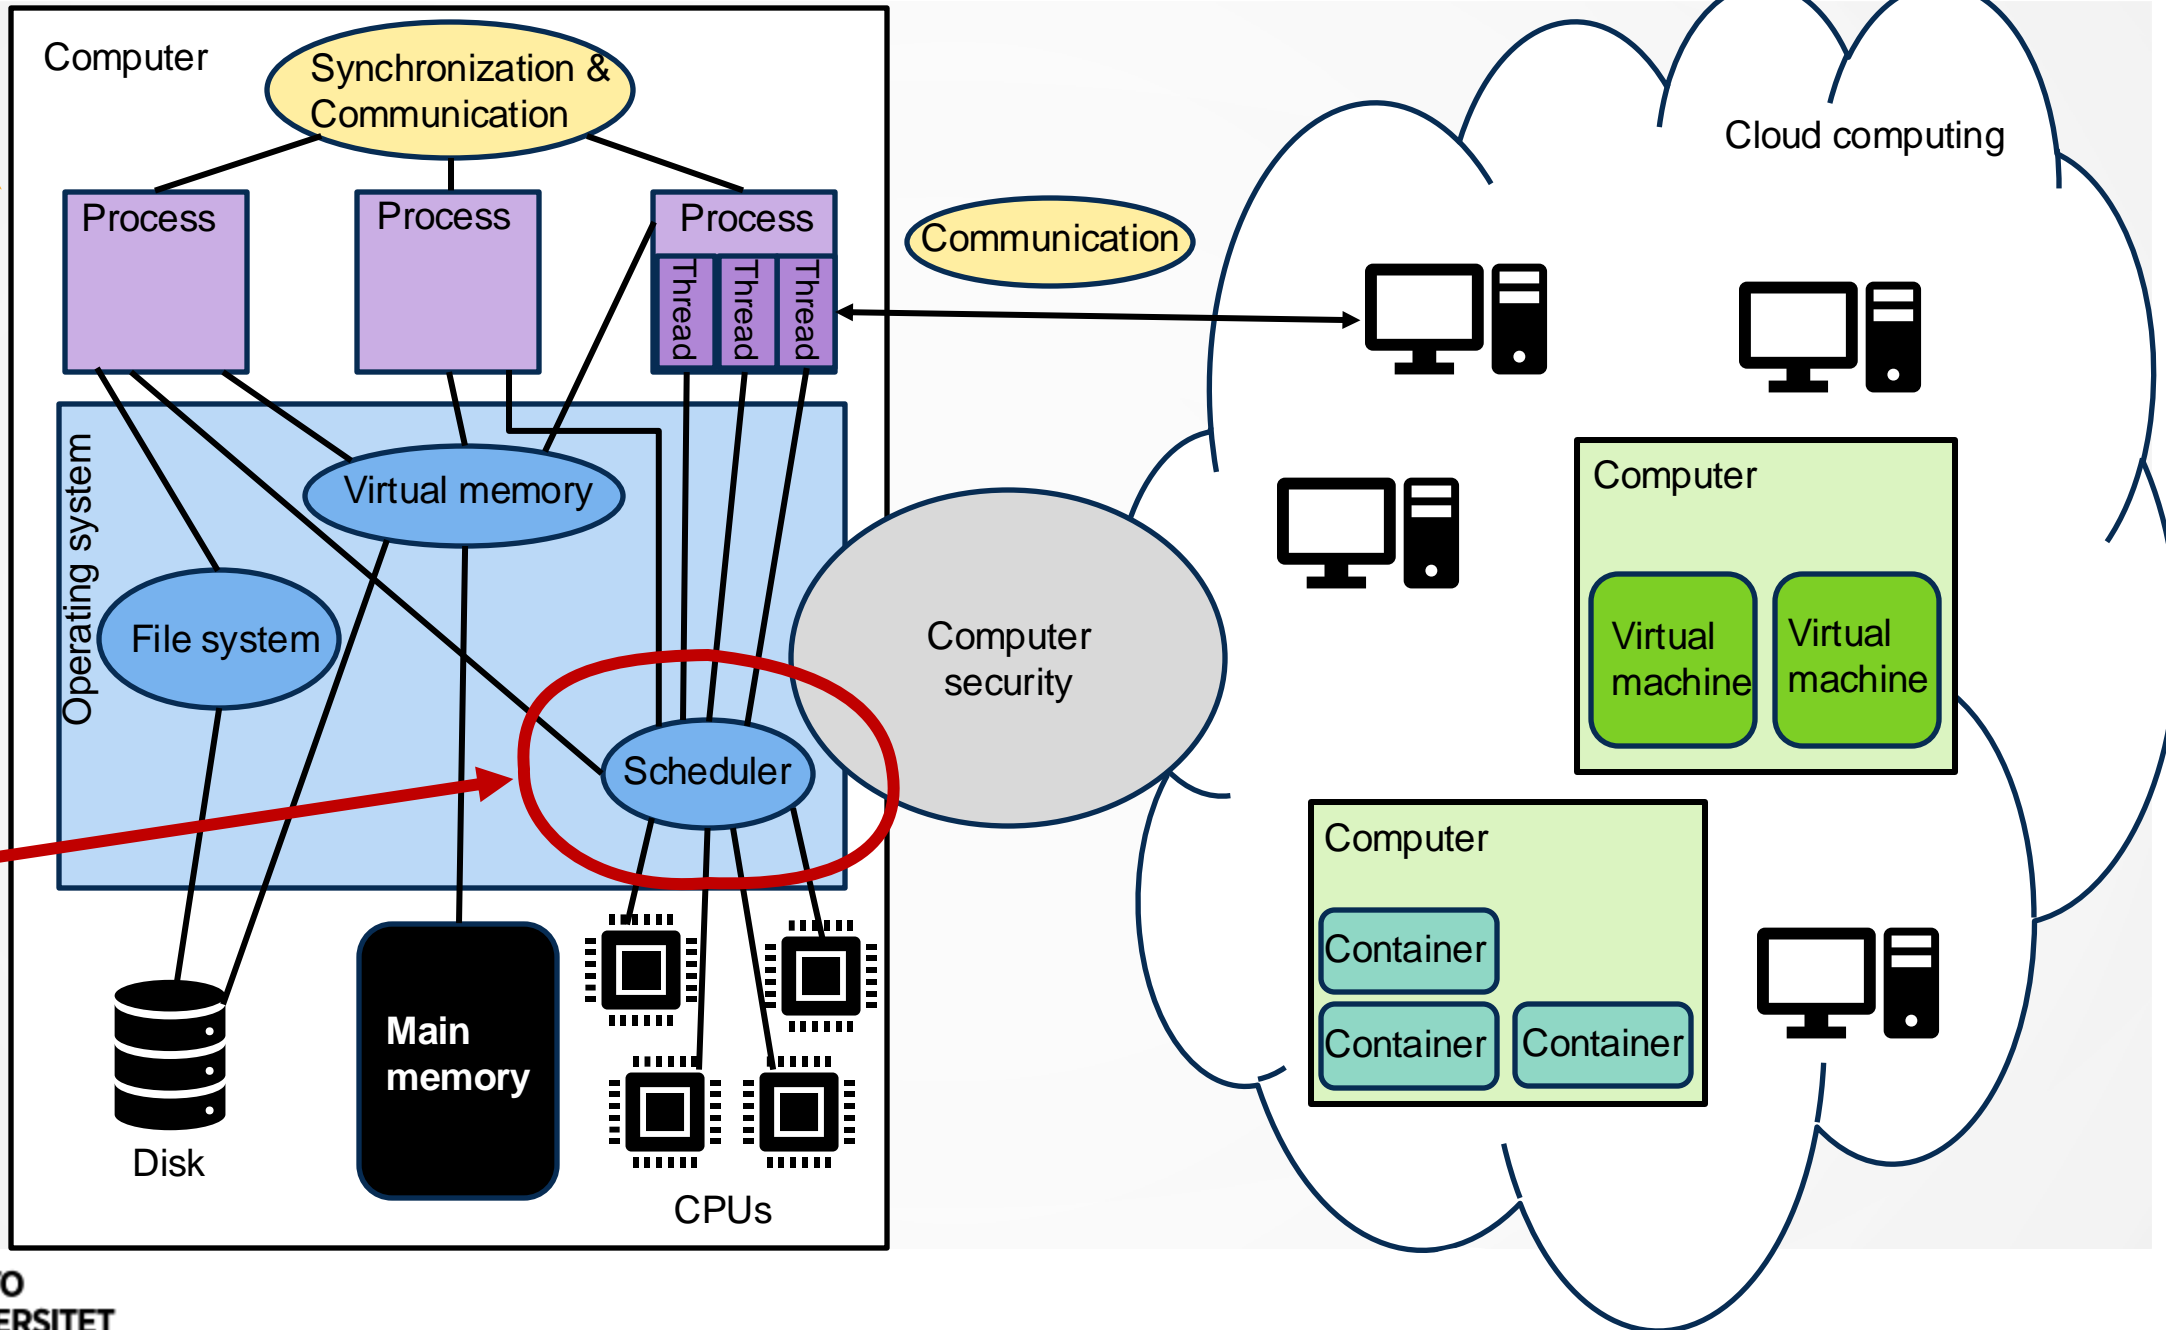 Computer
Synchronization &
Communication
Process
Process
Process
Thread
Thread
Thread
Communication
Cloud computing
Operating system
Virtual memory
File system
Scheduler
Computer
security
Main
memory
Disk
CPUs
Computer
Virtual
machine
Virtual
machine
Computer
Container
Container
Container